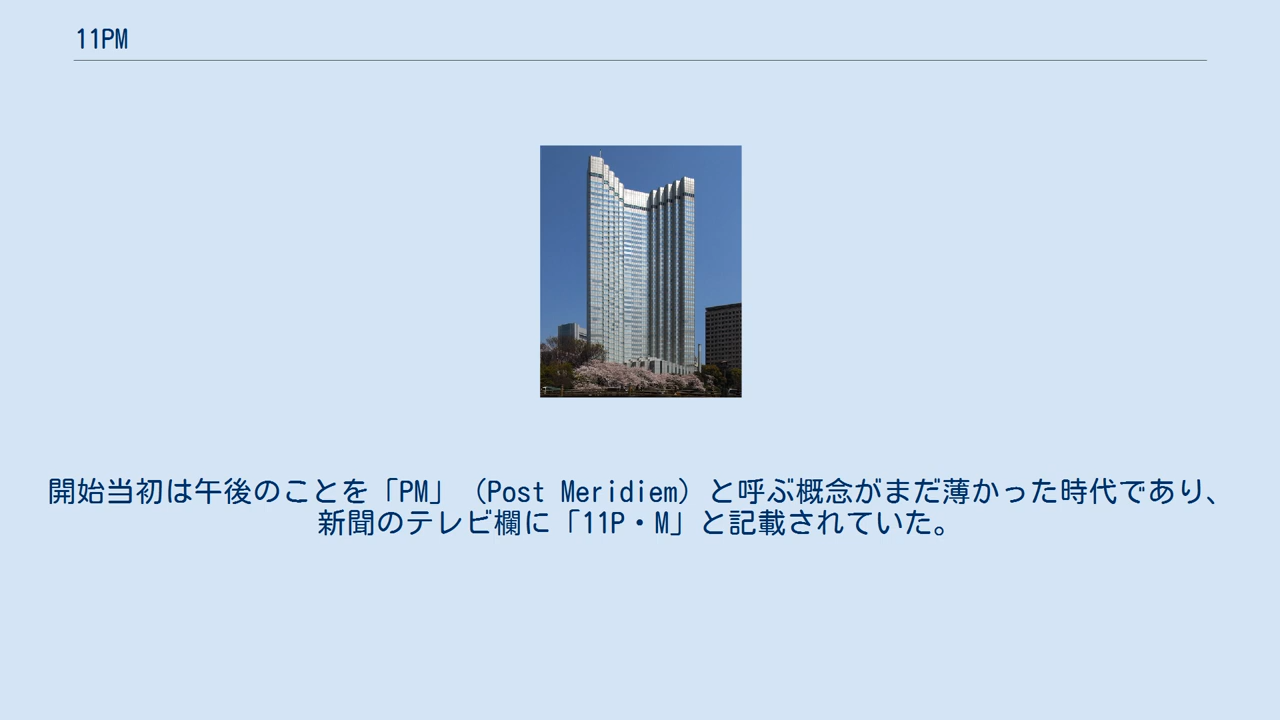 11PM
開始当初は午後のことを「PM」（Post Meridiem）と呼ぶ概念がまだ薄かった時代であり、
新聞のテレビ欄に「11P・M」と記載されていた。